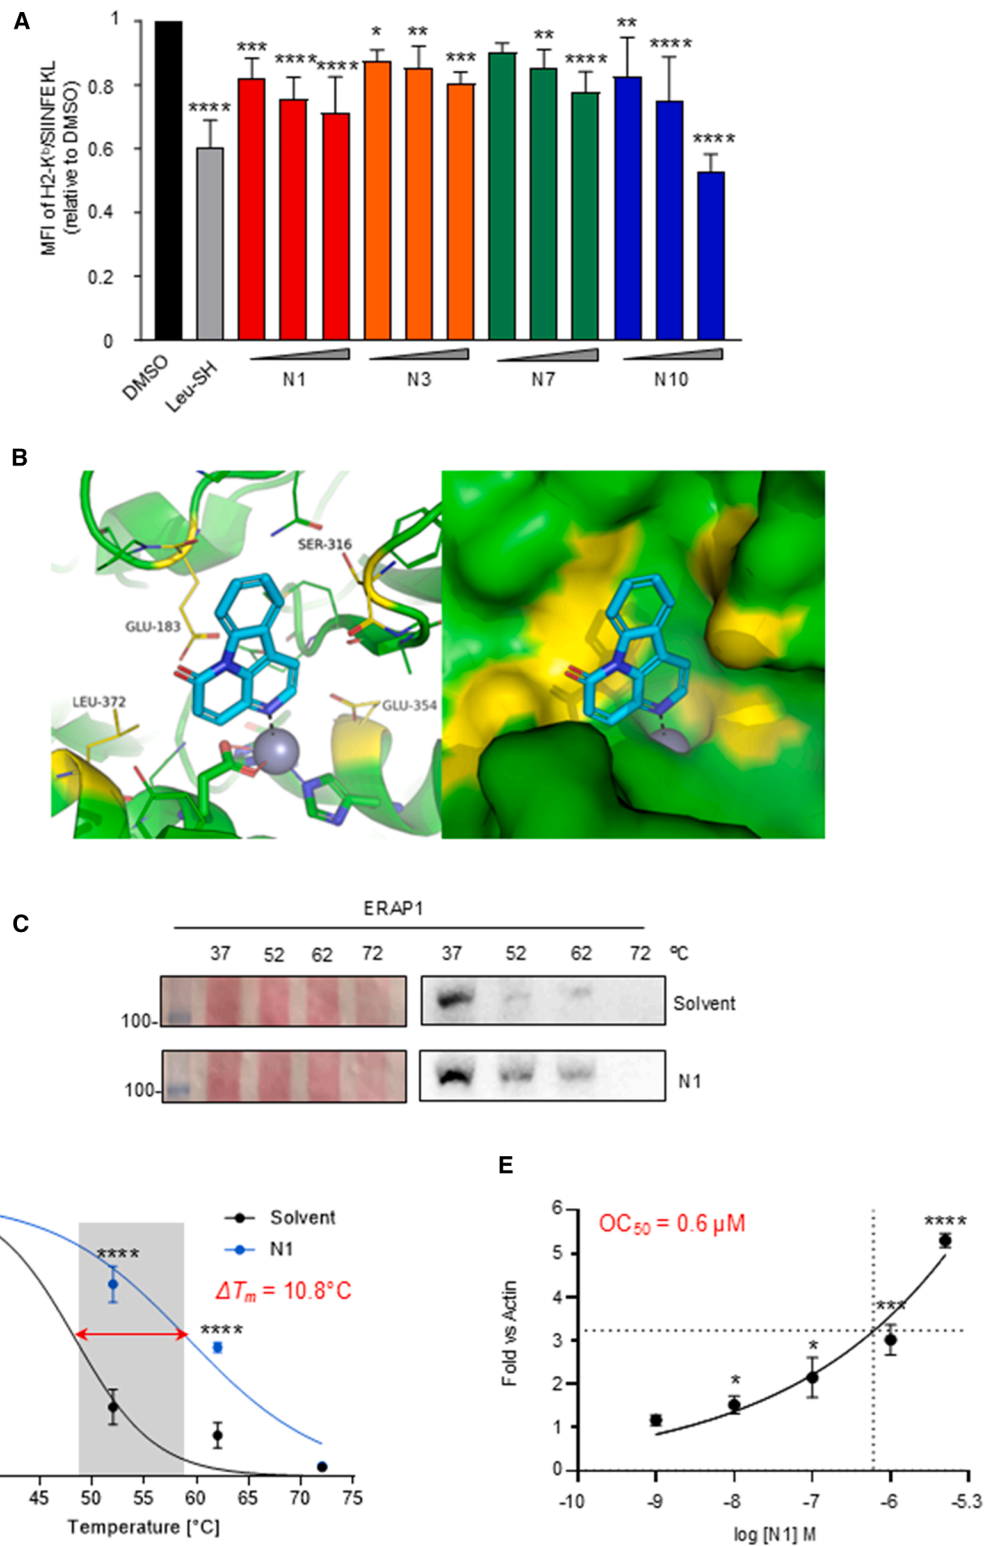 A
MFI of H2-Kᵇ/SIINFEKL
(relative to DMSO)
1
0.8
0.6
0.4
0.2
0
****
***
****
****
*
**
***
**
****
**
****
****
DMSO
Leu-SH
N1
N3
N7
N10
B
SER-316
GLU-183
LEU-372
GLU-354
C
ERAP1
37 52 62 72 37 52 62 72 ºC
100-
Solvent
100-
N1
Solvent
N1
ΔTm = 10.8°C
****
****
45 50 55 60 65 70 75
Temperature [°C]
E
OC₅₀ = 0.6 µM
Fold vs Actin
6
5
4
3
2
1
0
*
*
***
****
-10 -9 -8 -7 -6 -5.3
log [N1] M